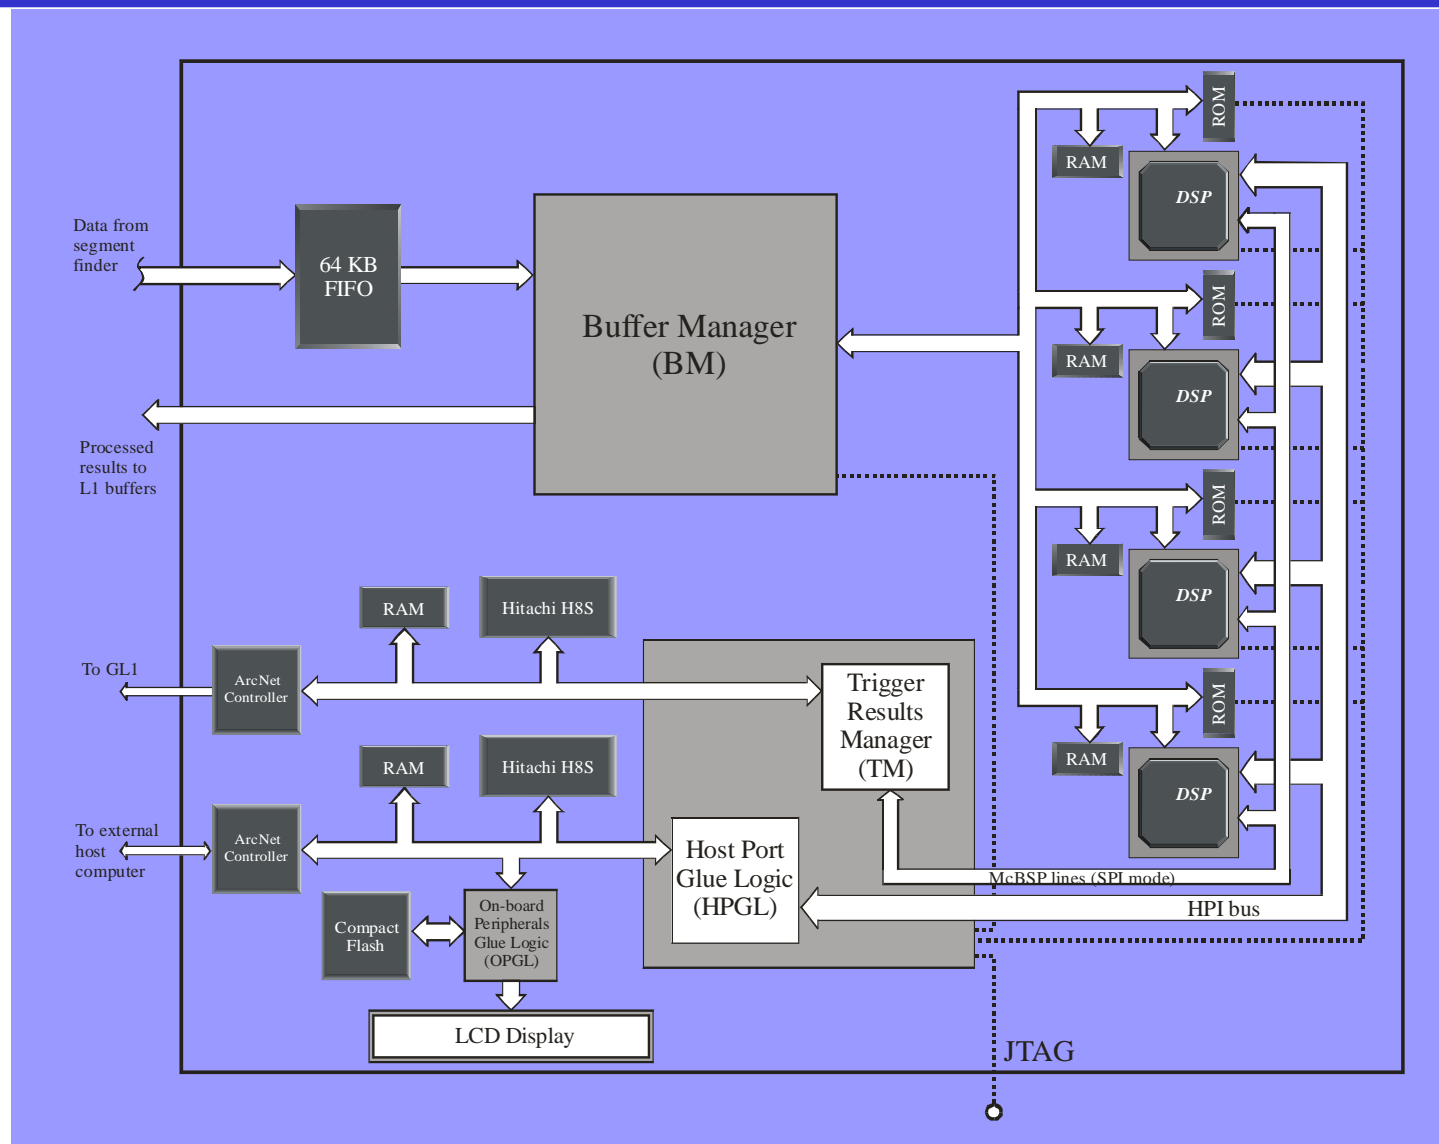 ROM
RAM
DSP
Data from
segment
finder
64 KB
FIFO
Buffer Manager
(BM)
ROM
RAM
DSP
Processed
results to
L1 buffers
ROM
RAM
DSP
RAM
Hitachi H8S
To GL1
ArcNet
Controller
Trigger
Results
Manager
(TM)
ROM
RAM
DSP
RAM
Hitachi H8S
To external
host
computer
ArcNet
Controller
Host Port
Glue Logic
(HPGL)
McBSP lines (SPI mode)
HPI bus
Compact
Flash
On-board
Peripherals
Glue Logic
(OPGL)
LCD Display
JTAG